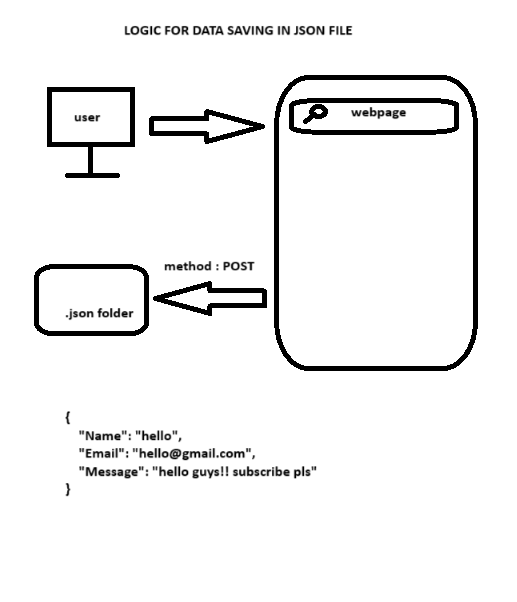 LOGIC FOR DATA SAVING IN JSON FILE
user
webpage
method : POST
.json folder
{
"Name": "hello",
"Email": "hello@gmail.com",
"Message": "hello guys!! subscribe pls"
}